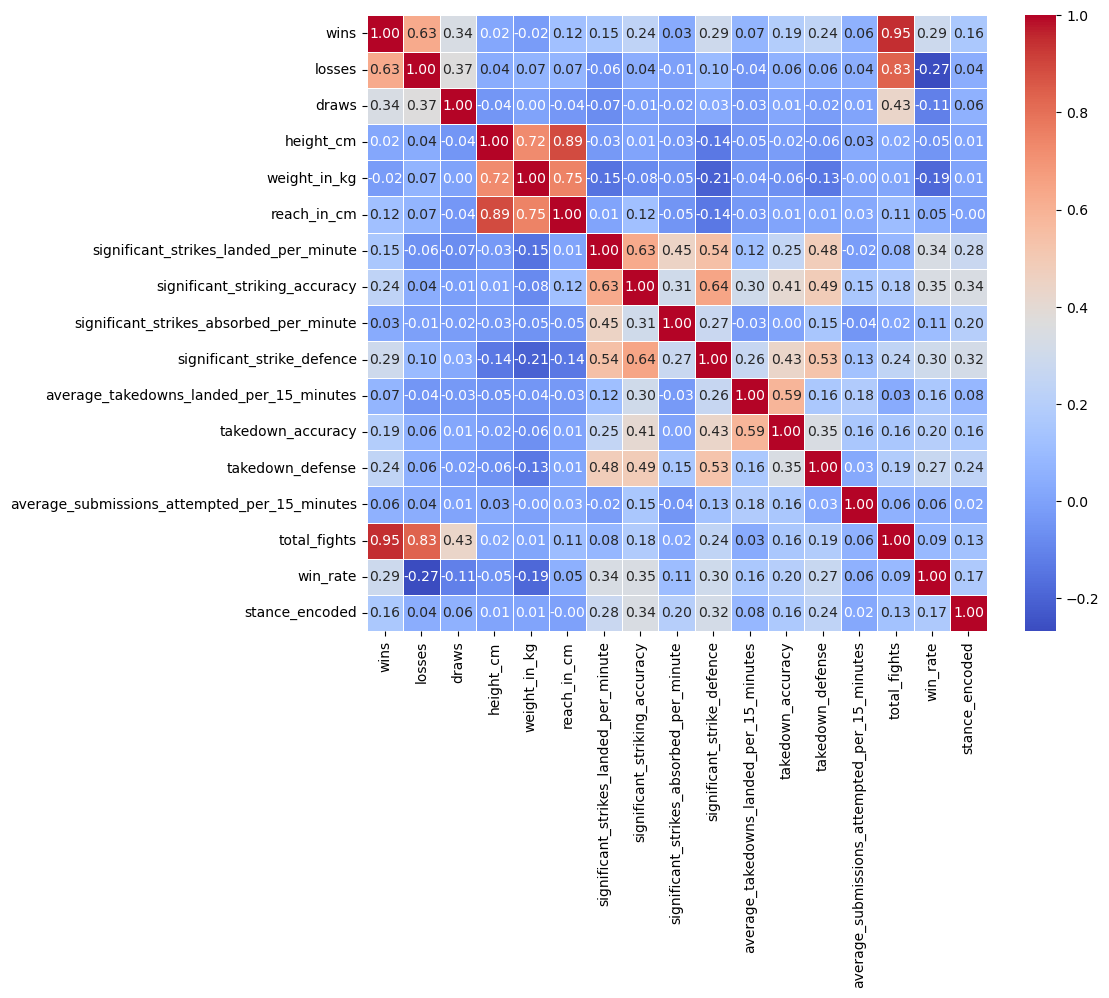 wins 1.00 0.63 0.34 0.02 -0.02 0.12 0.15 0.24 0.03 0.29 0.07 0.19 0.24 0.06 0.95 0.29 0.16
losses 0.63 1.00 0.37 0.04 0.07 0.07 -0.06 0.04 -0.01 0.10 -0.04 0.06 0.06 0.04 0.83 -0.27 0.04
draws 0.34 0.37 1.00 -0.04 0.00 -0.04 -0.07 -0.01 -0.02 0.03 -0.03 0.01 -0.02 0.01 0.43 -0.11 0.06
height_cm 0.02 0.04 -0.04 1.00 0.72 0.89 -0.03 0.01 -0.03 -0.14 -0.05 -0.02 -0.06 0.03 0.02 -0.05 0.01
weight_in_kg -0.02 0.07 0.00 0.72 1.00 0.75 -0.15 -0.08 -0.05 -0.21 -0.04 -0.06 -0.13 -0.00 0.01 -0.19 0.01
reach_in_cm 0.12 0.07 -0.04 0.89 0.75 1.00 0.01 0.12 -0.05 -0.14 -0.03 0.01 0.01 0.03 0.11 0.05 -0.00
significant_strikes_landed_per_minute 0.15 -0.06 -0.07 -0.03 -0.15 0.01 1.00 0.63 0.45 0.54 0.12 0.25 0.48 -0.02 0.08 0.34 0.28
significant_striking_accuracy 0.24 0.04 -0.01 0.01 -0.08 0.12 0.63 1.00 0.31 0.64 0.30 0.41 0.49 0.15 0.18 0.35 0.34
significant_strikes_absorbed_per_minute 0.03 -0.01 -0.02 -0.03 -0.05 -0.05 0.45 0.31 1.00 0.27 -0.03 0.00 0.15 -0.04 0.02 0.11 0.20
significant_strike_defence 0.29 0.10 0.03 -0.14 -0.21 -0.14 0.54 0.64 0.27 1.00 0.26 0.43 0.53 0.13 0.24 0.30 0.32
average_takedowns_landed_per_15_minutes 0.07 -0.04 -0.03 -0.05 -0.04 -0.03 0.12 0.30 -0.03 0.26 1.00 0.59 0.16 0.18 0.03 0.16 0.08
takedown_accuracy 0.19 0.06 0.01 -0.02 -0.06 0.01 0.25 0.41 0.00 0.43 0.59 1.00 0.35 0.16 0.16 0.20 0.16
takedown_defense 0.24 0.06 -0.02 -0.06 -0.13 0.01 0.48 0.49 0.15 0.53 0.16 0.35 1.00 0.03 0.19 0.27 0.24
average_submissions_attempted_per_15_minutes 0.06 0.04 0.01 0.03 -0.00 0.03 -0.02 0.15 -0.04 0.13 0.18 0.16 0.03 1.00 0.06 0.06 0.02
total_fights 0.95 0.83 0.43 0.02 0.01 0.11 0.08 0.18 0.02 0.24 0.03 0.16 0.19 0.06 1.00 0.09 0.13
win_rate 0.29 -0.27 -0.11 -0.05 -0.19 0.05 0.34 0.35 0.11 0.30 0.16 0.20 0.27 0.06 0.09 1.00 0.17
stance_encoded 0.16 0.04 0.06 0.01 0.01 -0.00 0.28 0.34 0.20 0.32 0.08 0.16 0.24 0.02 0.13 0.17 1.00
wins
losses
draws
height_cm
weight_in_kg
reach_in_cm
significant_strikes_landed_per_minute
significant_striking_accuracy
significant_strikes_absorbed_per_minute
significant_strike_defence
average_takedowns_landed_per_15_minutes
takedown_accuracy
takedown_defense
average_submissions_attempted_per_15_minutes
total_fights
win_rate
stance_encoded
1.0
0.8
0.6
0.4
0.2
0.0
−0.2